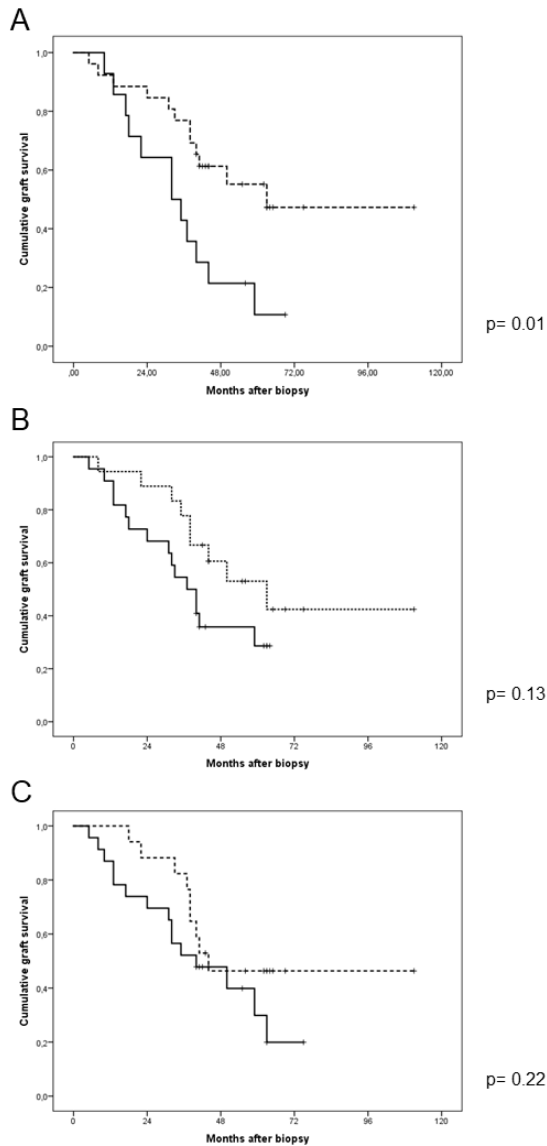 A
1,0
0,8
0,6
0,4
0,2
0,0
Cumulative graft survival
,00 24,00 48,00 72,00 96,00 120,00
Months after biopsy
p= 0.01
B
1,0
0,8
0,6
0,4
0,2
0,0
Cumulative graft survival
0 24 48 72 96 120
Months after biopsy
p= 0.13
C
1,0
0,8
0,6
0,4
0,2
0,0
Cumulative graft survival
0 24 48 72 96 120
Months after biopsy
p= 0.22